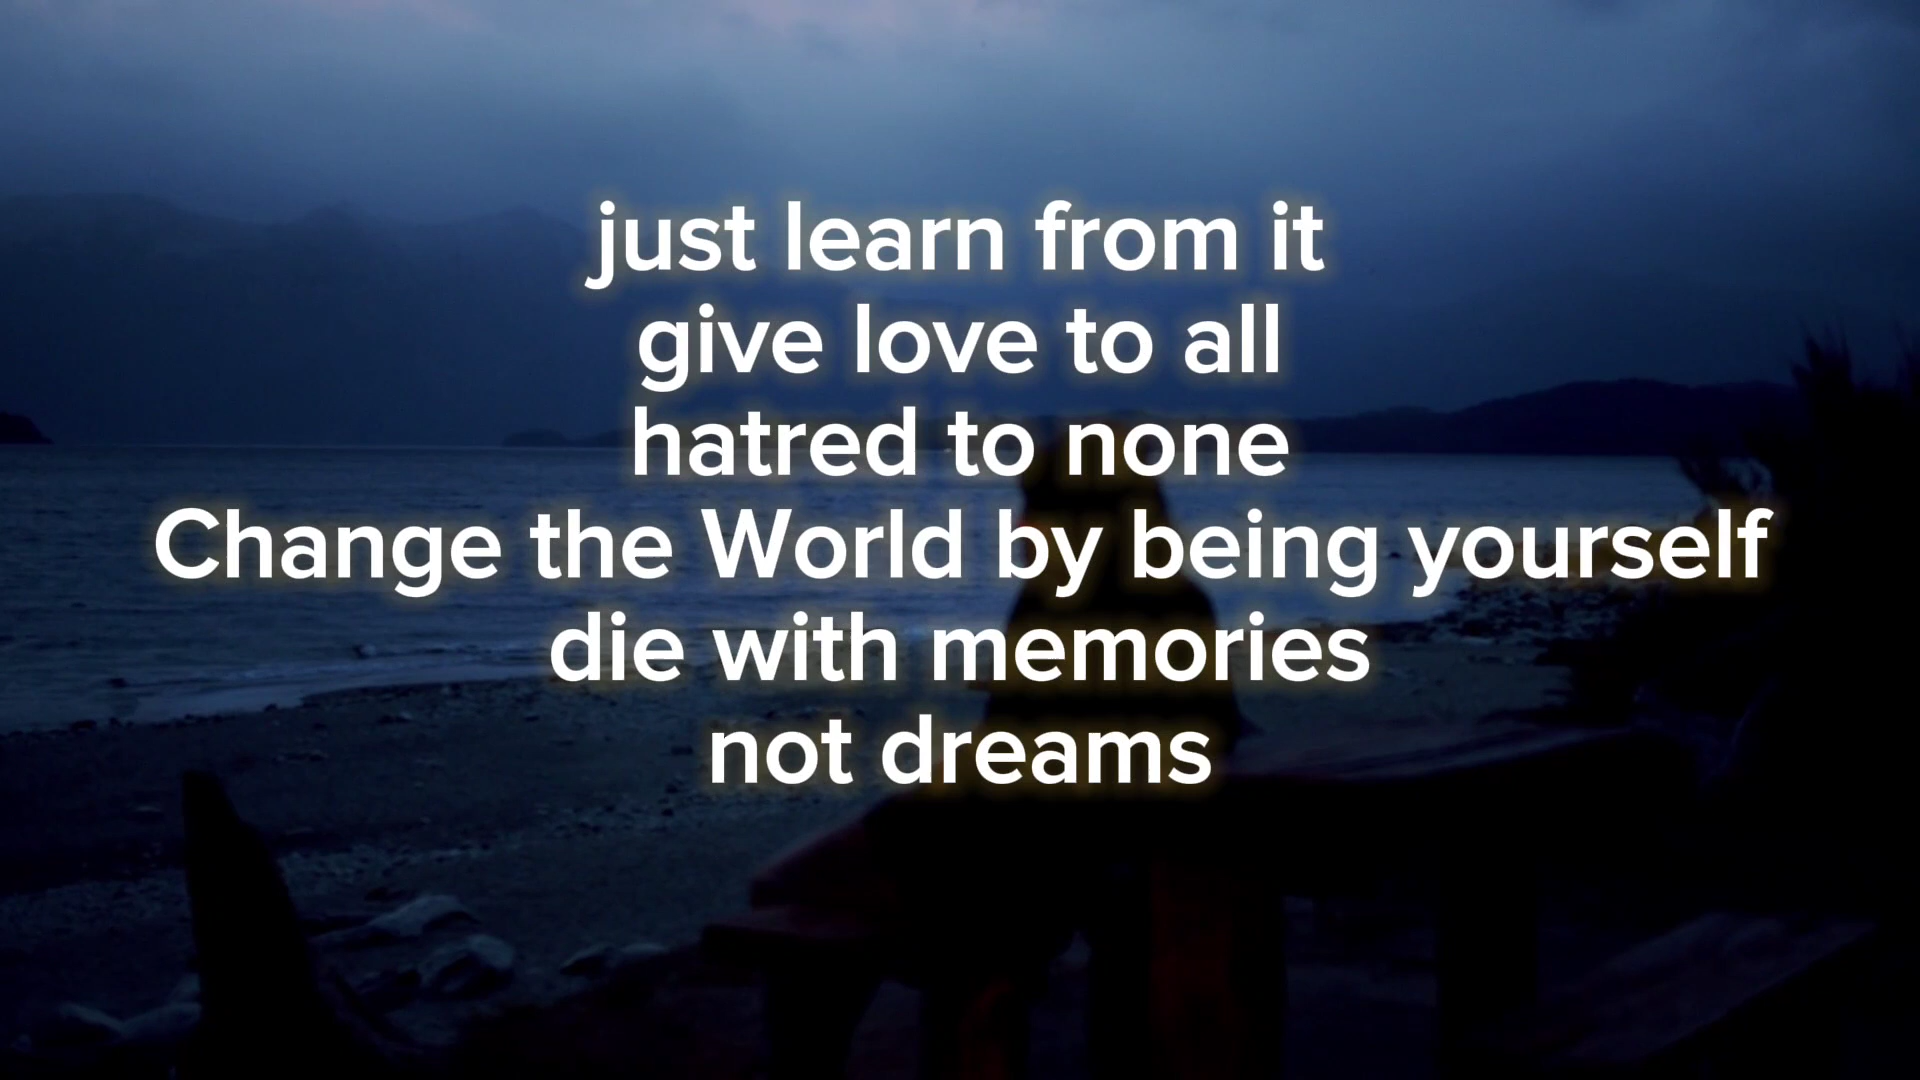 just learn from it
give love to all
hatred to none
Change the World by being yourself
die with memories
not dreams